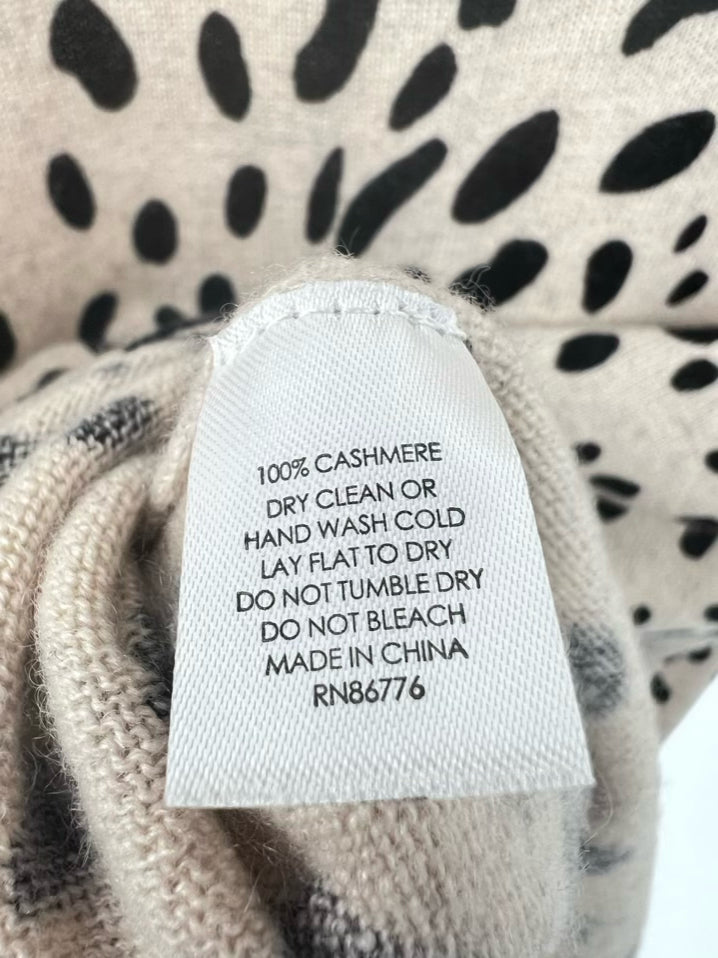 100% CASHMERE
DRY CLEAN OR
HAND WASH COLD
LAY FLAT TO DRY
DO NOT TUMBLE DRY
DO NOT BLEACH
MADE IN CHINA
RN86776